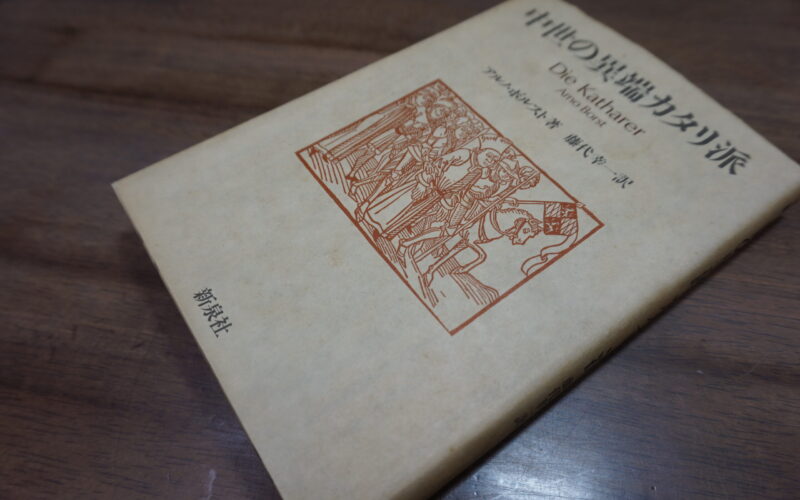 中世の異端カタリ派
Die Katharer
Arno Borst
アルノ・ボルスト著 藤代幸一訳
新泉社